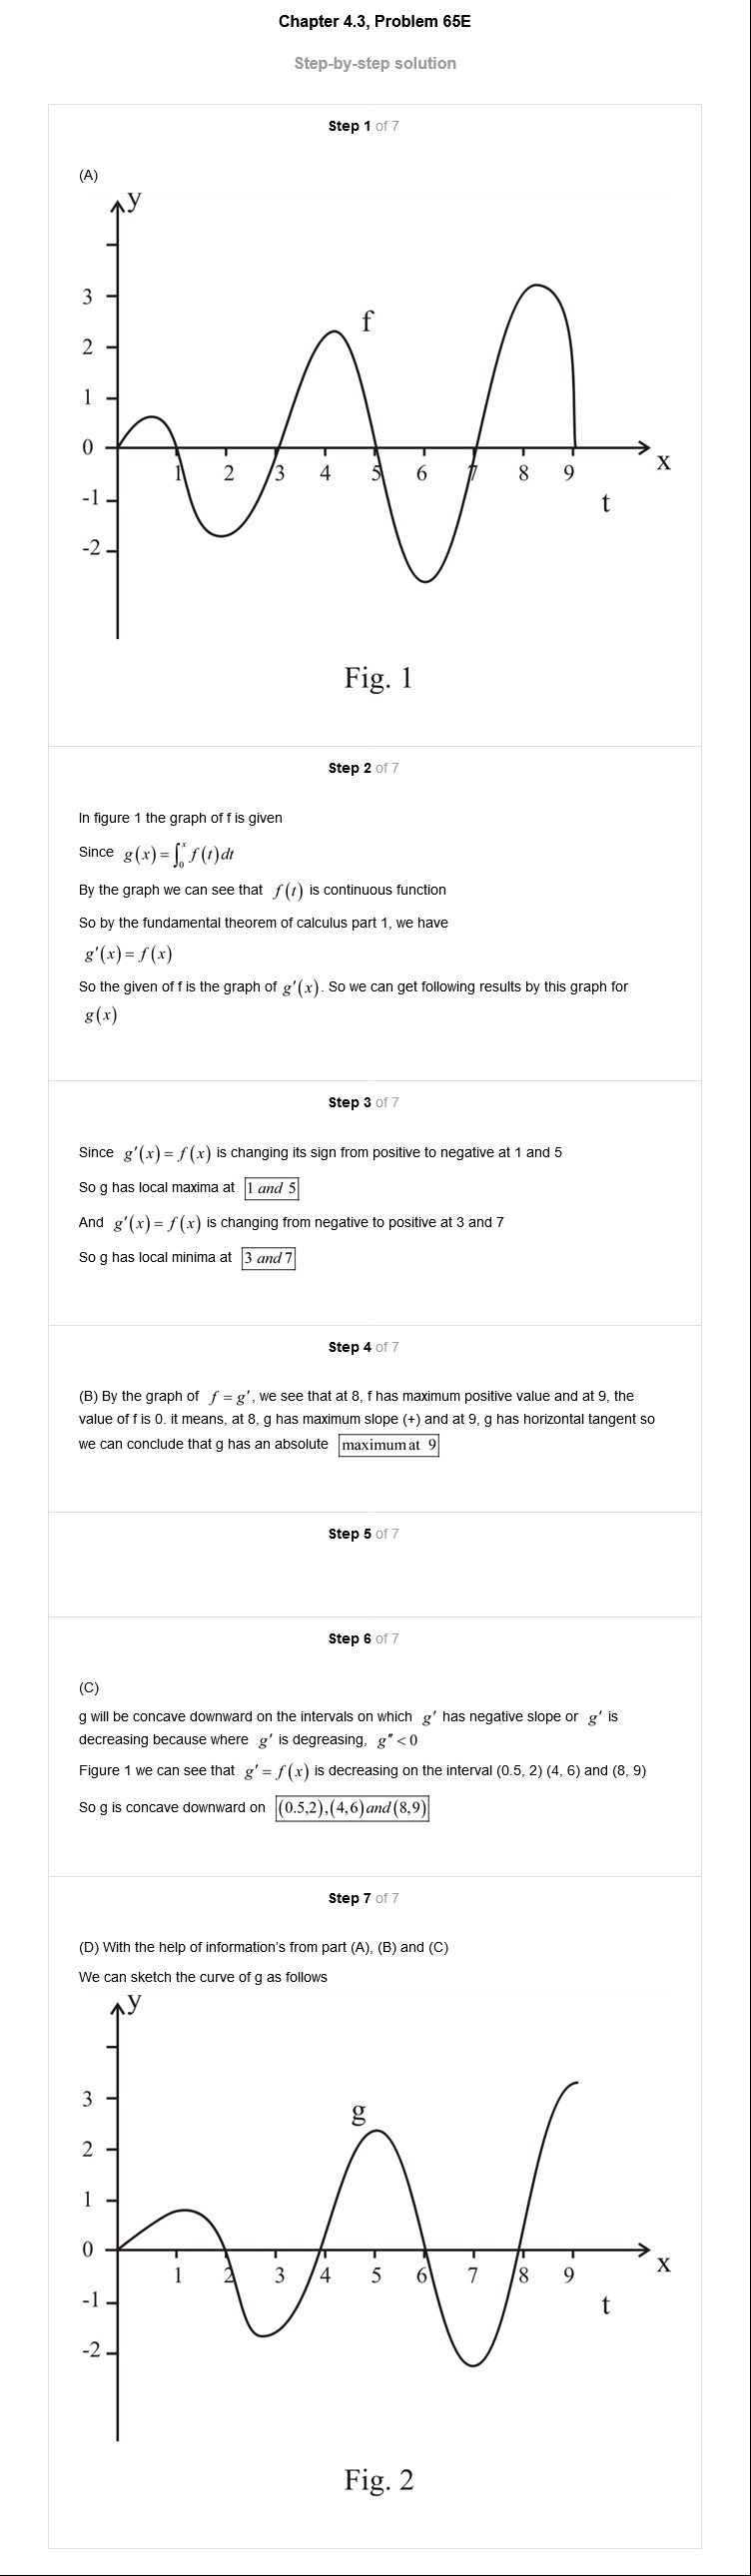 Chapter 4.3, Problem 65E
Step-by-step solution
Step 1 of 7
(A)
y
3
2
1
0
-1
-2
f
1 2 3 4 5 6 7 8 9
x
t
Fig. 1
Step 2 of 7
In figure 1 the graph of f is given
Since g(x)=∫₀ˣ f(t)dt
By the graph we can see that f(t) is continuous function
So by the fundamental theorem of calculus part 1, we have
g′(x)=f(x)
So the given of f is the graph of g′(x). So we can get following results by this graph for
g(x)
Step 3 of 7
Since g′(x)=f(x) is changing its sign from positive to negative at 1 and 5
So g has local maxima at 1 and 5
And g′(x)=f(x) is changing from negative to positive at 3 and 7
So g has local minima at 3 and 7
Step 4 of 7
(B) By the graph of f=g′, we see that at 8, f has maximum positive value and at 9, the
value of f is 0. it means, at 8, g has maximum slope (+) and at 9, g has horizontal tangent so
we can conclude that g has an absolute maximum at 9
Step 5 of 7
Step 6 of 7
(C)
g will be concave downward on the intervals on which g′ has negative slope or g′ is
decreasing because where g′ is degreasing, g″<0
Figure 1 we can see that g′=f(x) is decreasing on the interval (0.5, 2) (4, 6) and (8, 9)
So g is concave downward on (0.5,2),(4,6)and(8,9)
Step 7 of 7
(D) With the help of information's from part (A), (B) and (C)
We can sketch the curve of g as follows
y
3
2
1
0
-1
-2
g
1 2 3 4 5 6 7 8 9
x
t
Fig. 2